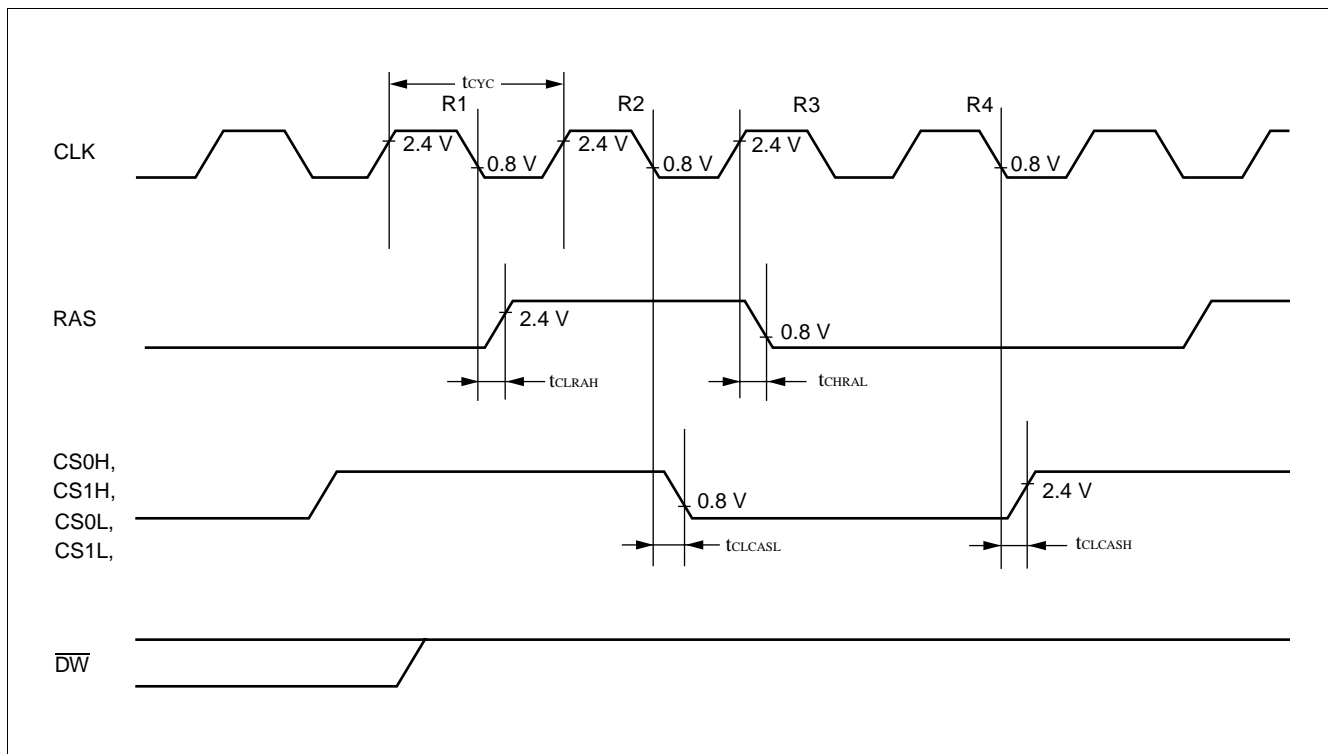 tCYC
R1 R2 R3 R4
CLK
2.4 V 0.8 V 2.4 V 0.8 V 2.4 V 0.8 V
RAS
2.4 V 0.8 V
tCLRAH tCHRAL
CS0H,
CS1H,
CS0L,
CS1L,
0.8 V 2.4 V
tCLCASL tCLCASH
DW